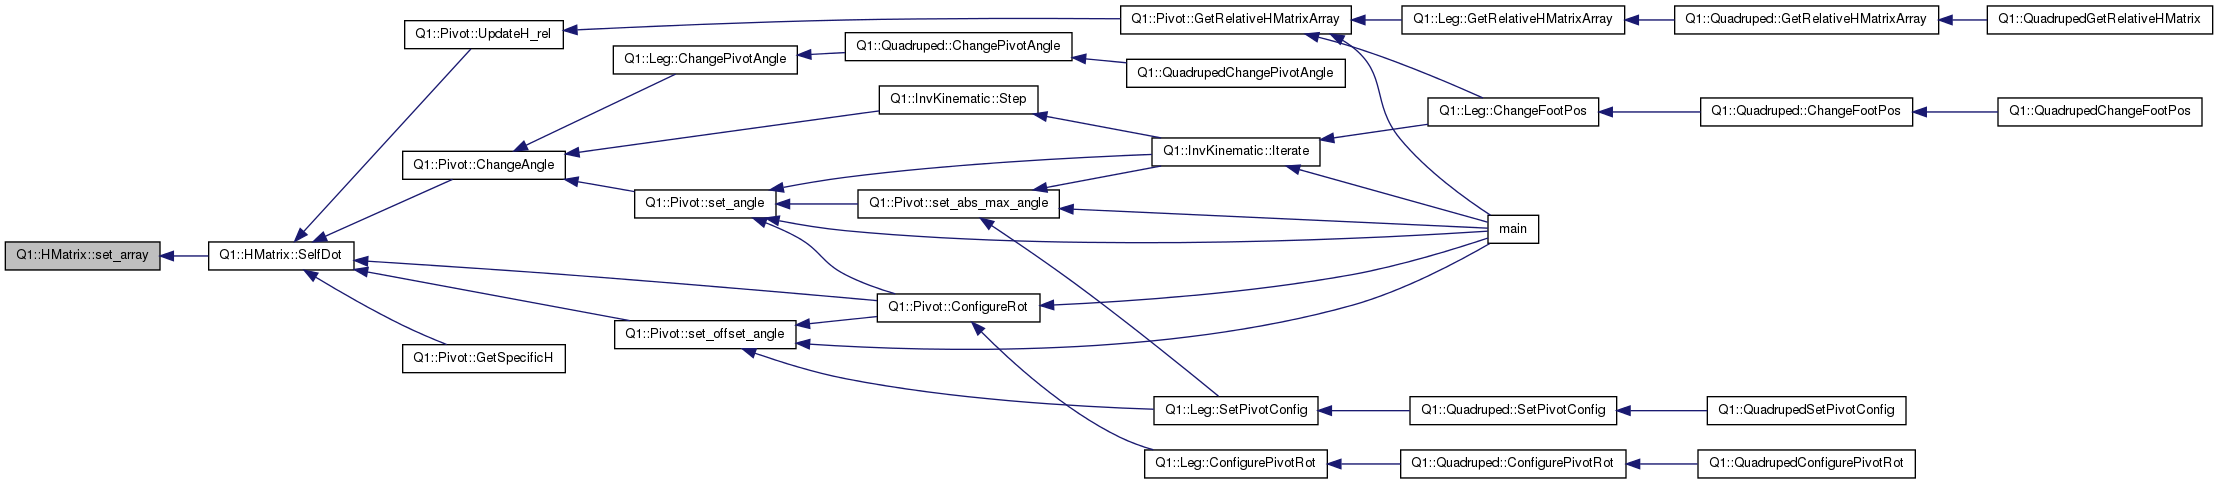 Q1::HMatrix::set_array
Q1::HMatrix::SelfDot
Q1::Pivot::UpdateH_rel
Q1::Pivot::ChangeAngle
Q1::Pivot::GetSpecificH
Q1::Leg::ChangePivotAngle
Q1::Pivot::set_angle
Q1::Pivot::set_offset_angle
Q1::Quadruped::ChangePivotAngle
Q1::InvKinematic::Step
Q1::Pivot::set_abs_max_angle
Q1::Pivot::ConfigureRot
Q1::Pivot::GetRelativeHMatrixArray
Q1::QuadrupedChangePivotAngle
Q1::InvKinematic::Iterate
Q1::Leg::SetPivotConfig
Q1::Leg::ConfigurePivotRot
Q1::Leg::GetRelativeHMatrixArray
Q1::Leg::ChangeFootPos
main
Q1::Quadruped::SetPivotConfig
Q1::Quadruped::ConfigurePivotRot
Q1::Quadruped::GetRelativeHMatrixArray
Q1::Quadruped::ChangeFootPos
Q1::QuadrupedSetPivotConfig
Q1::QuadrupedConfigurePivotRot
Q1::QuadrupedGetRelativeHMatrix
Q1::QuadrupedChangeFootPos